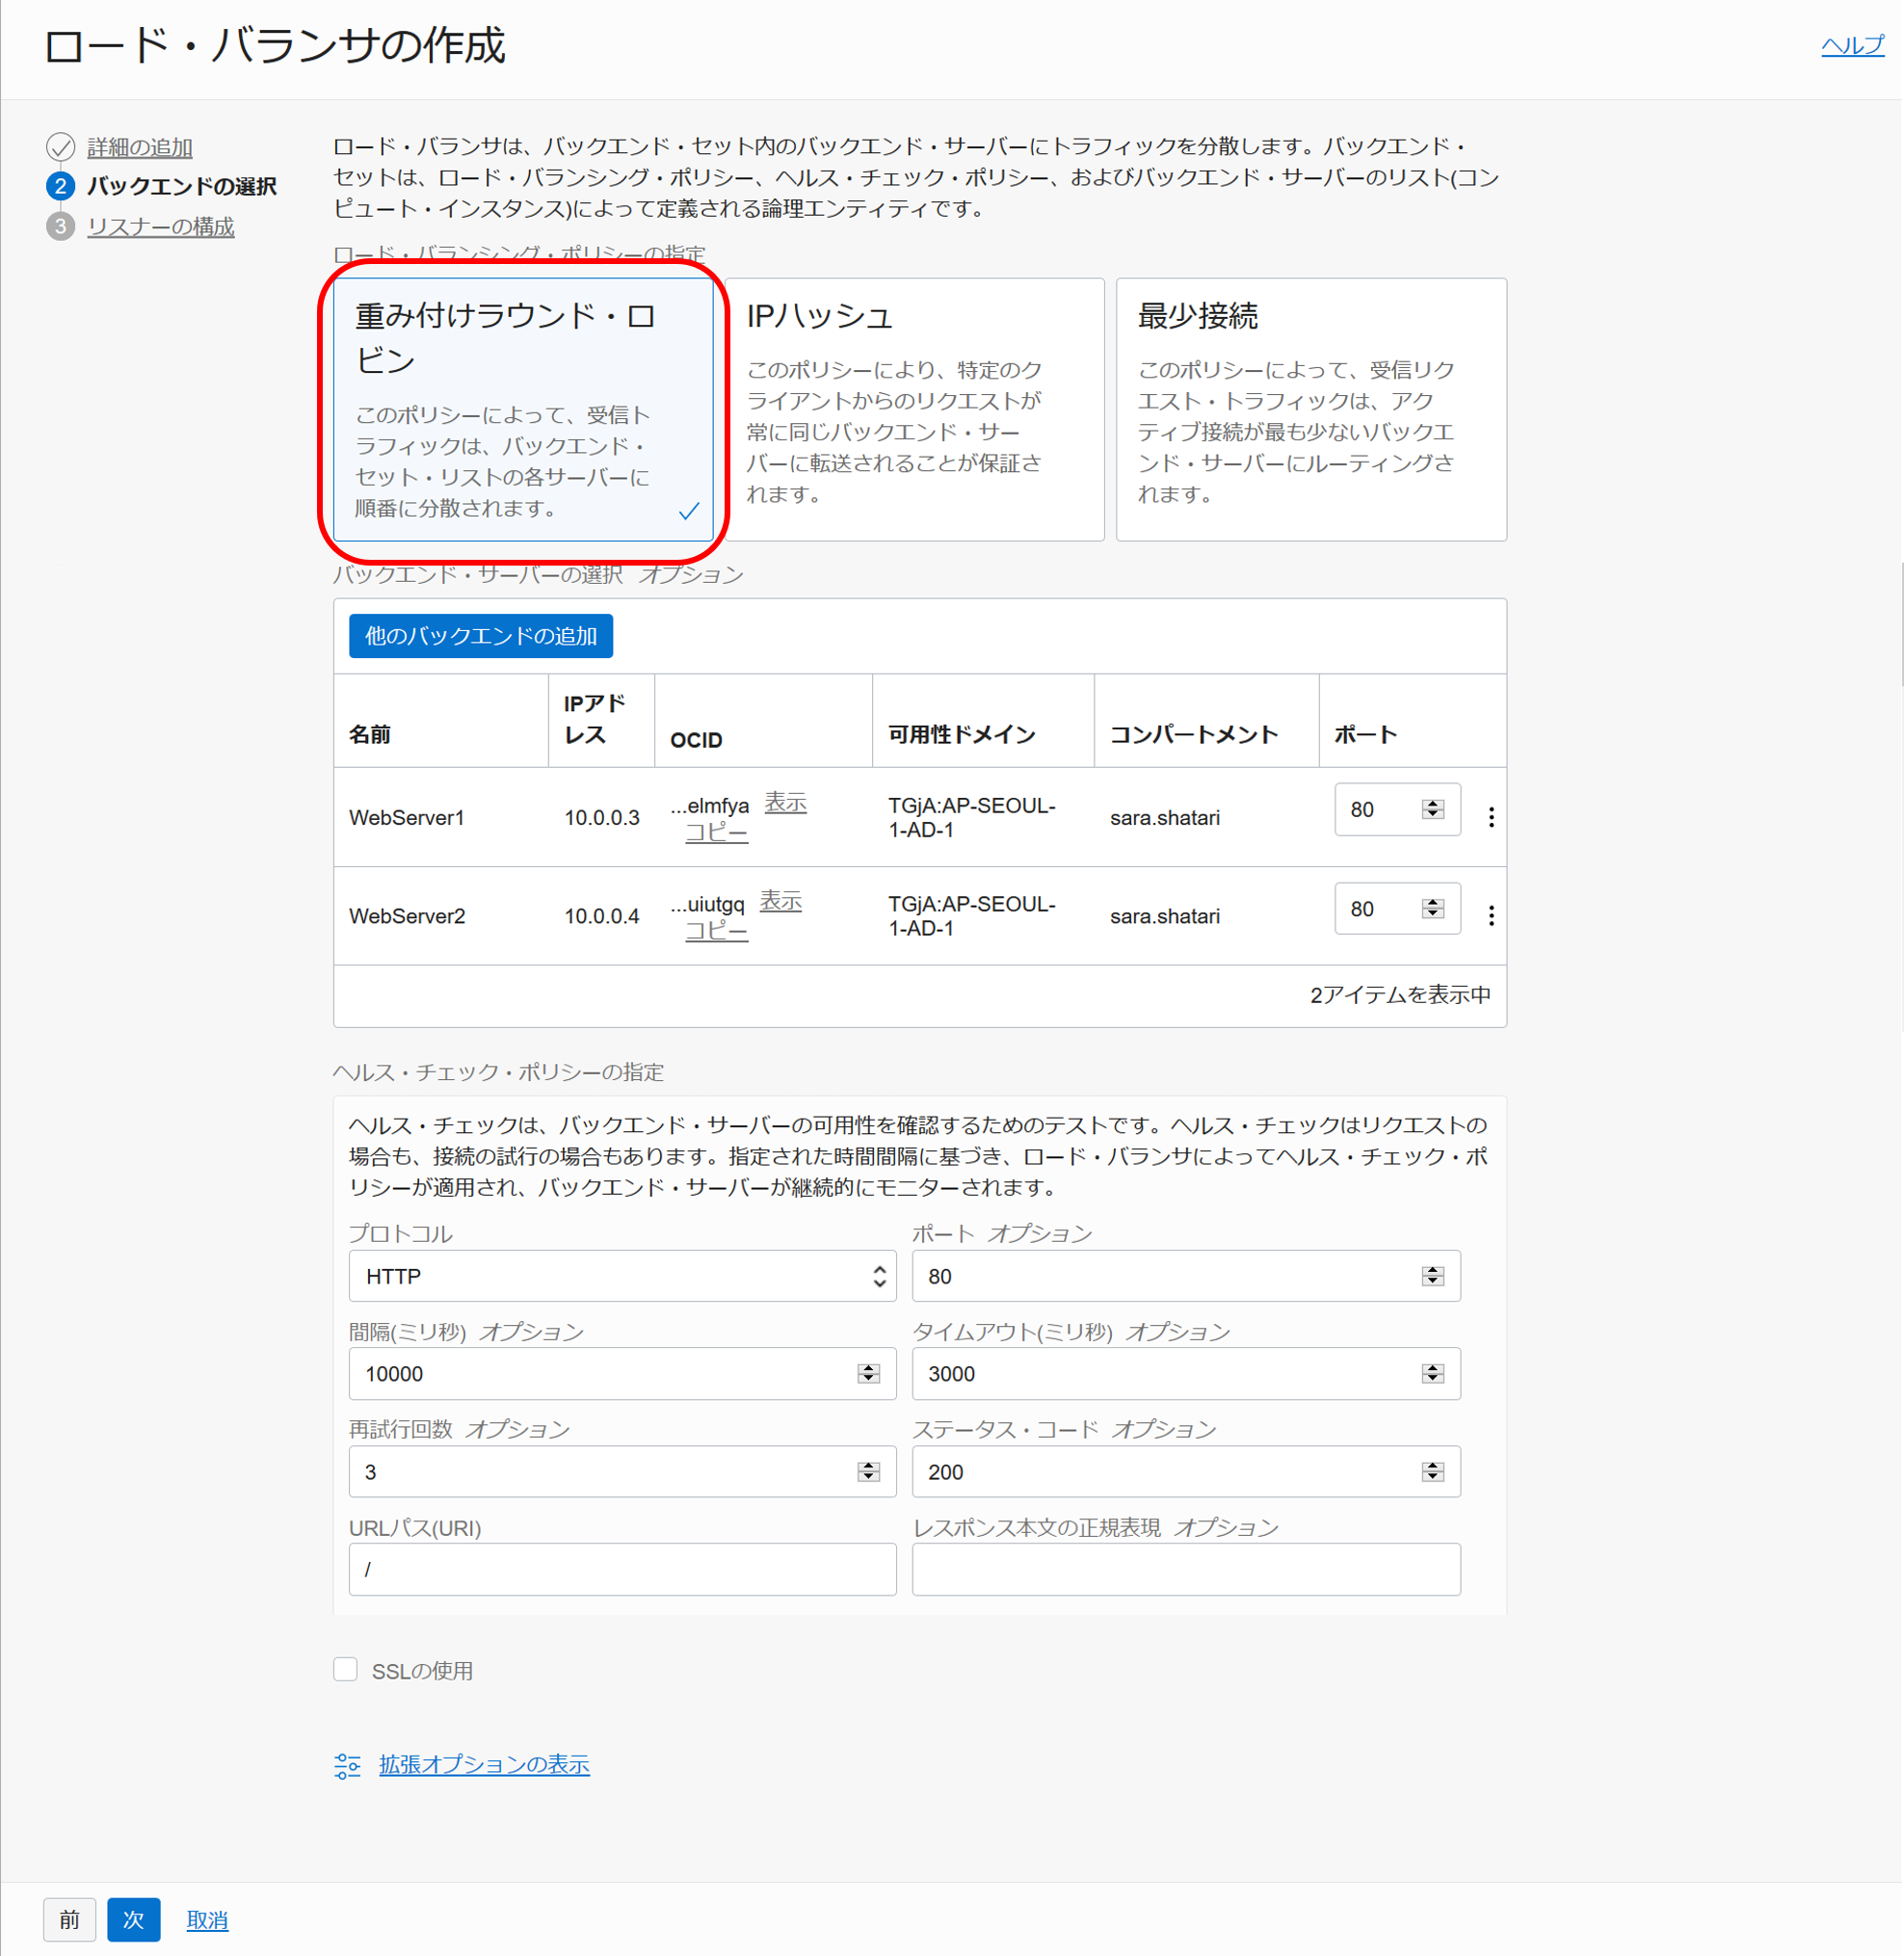 ロード・バランサの作成
ヘルプ
詳細の追加
2 バックエンドの選択
3 リスナーの構成
ロード・バランサは、バックエンド・セット内のバックエンド・サーバーにトラフィックを分散します。バックエンド・
セットは、ロード・バランシング・ポリシー、ヘルス・チェック・ポリシー、およびバックエンド・サーバーのリスト(コン
ピュート・インスタンス)によって定義される論理エンティティです。
ロード・バランシング・ポリシーの指定
重み付けラウンド・ロ
ビン
このポリシーによって、受信ト
ラフィックは、バックエンド・
セット・リストの各サーバーに
順番に分散されます。
IPハッシュ
このポリシーにより、特定のク
ライアントからのリクエストが
常に同じバックエンド・サー
バーに転送されることが保証さ
れます。
最少接続
このポリシーによって、受信リク
エスト・トラフィックは、アク
ティブ接続が最も少ないバックエ
ンド・サーバーにルーティングさ
れます。
バックエンド・サーバーの選択 オプション
他のバックエンドの追加
名前
IPアド
レス
OCID
可用性ドメイン
コンパートメント
ポート
WebServer1
10.0.0.3
...elmfya 表示
コピー
TGjA:AP-SEOUL-
1-AD-1
sara.shatari
80
WebServer2
10.0.0.4
...uiutgq 表示
コピー
TGjA:AP-SEOUL-
1-AD-1
sara.shatari
80
2アイテムを表示中
ヘルス・チェック・ポリシーの指定
ヘルス・チェックは、バックエンド・サーバーの可用性を確認するためのテストです。ヘルス・チェックはリクエストの
場合も、接続の試行の場合もあります。指定された時間間隔に基づき、ロード・バランサによってヘルス・チェック・ポ
リシーが適用され、バックエンド・サーバーが継続的にモニターされます。
プロトコル
HTTP
ポート オプション
80
間隔(ミリ秒) オプション
10000
タイムアウト(ミリ秒) オプション
3000
再試行回数 オプション
3
ステータス・コード オプション
200
URLパス(URI)
/
レスポンス本文の正規表現 オプション
SSLの使用
拡張オプションの表示
前
次
取消